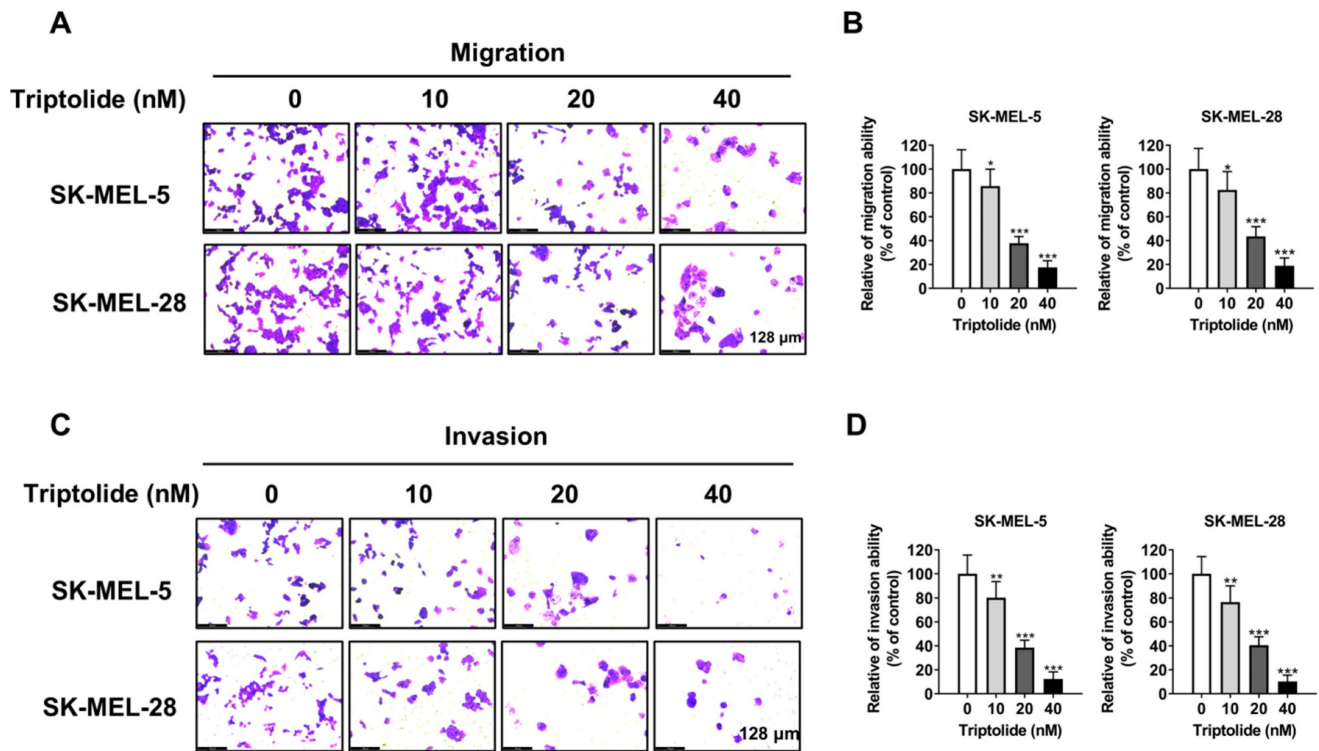 A
Migration
Triptolide (nM) 0 10 20 40
SK-MEL-5
SK-MEL-28
128 µm
B
SK-MEL-5
Relative of migration ability
(% of control)
120
100
80
60
40
20
0
*
***
***
0 10 20 40
Triptolide (nM)
SK-MEL-28
Relative of migration ability
(% of control)
120
100
80
60
40
20
0
*
***
***
0 10 20 40
Triptolide (nM)
C
Invasion
Triptolide (nM) 0 10 20 40
SK-MEL-5
SK-MEL-28
128 µm
D
SK-MEL-5
Relative of invasion ability
(% of control)
120
100
80
60
40
20
0
**
***
***
0 10 20 40
Triptolide (nM)
SK-MEL-28
Relative of invasion ability
(% of control)
120
100
80
60
40
20
0
**
***
***
0 10 20 40
Triptolide (nM)